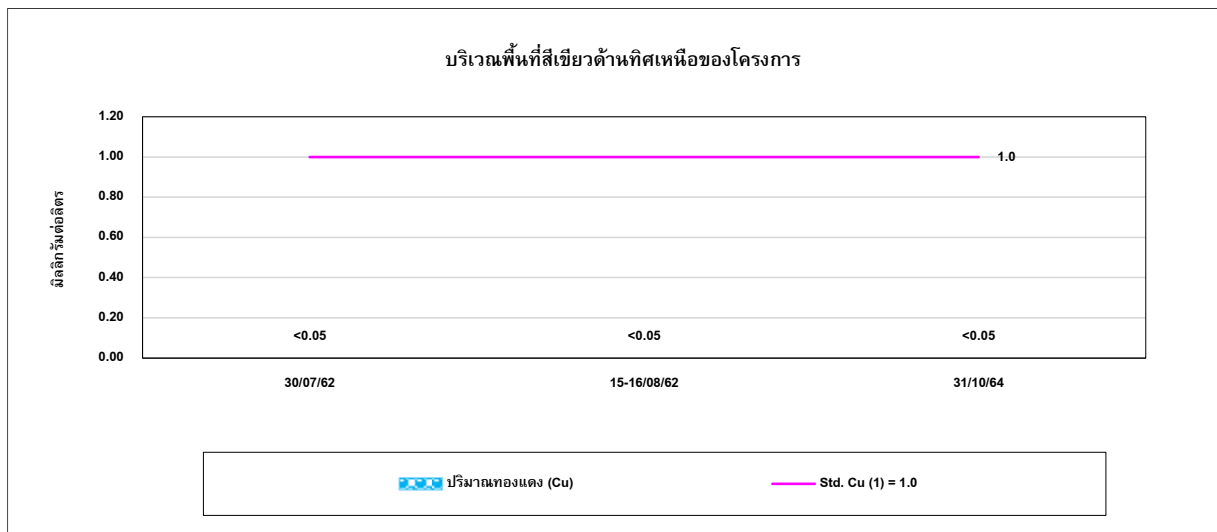 บริเวณพื้นที่สีเขียวด้านทิศเหนือของโครงการ
มิลลิกรัมต่อลิตร
1.20
1.00
0.80
0.60
0.40
0.20
0.00
1.0
<0.05 <0.05 <0.05
30/07/62 15-16/08/62 31/10/64
ปริมาณทองแดง (Cu) Std. Cu (1) = 1.0